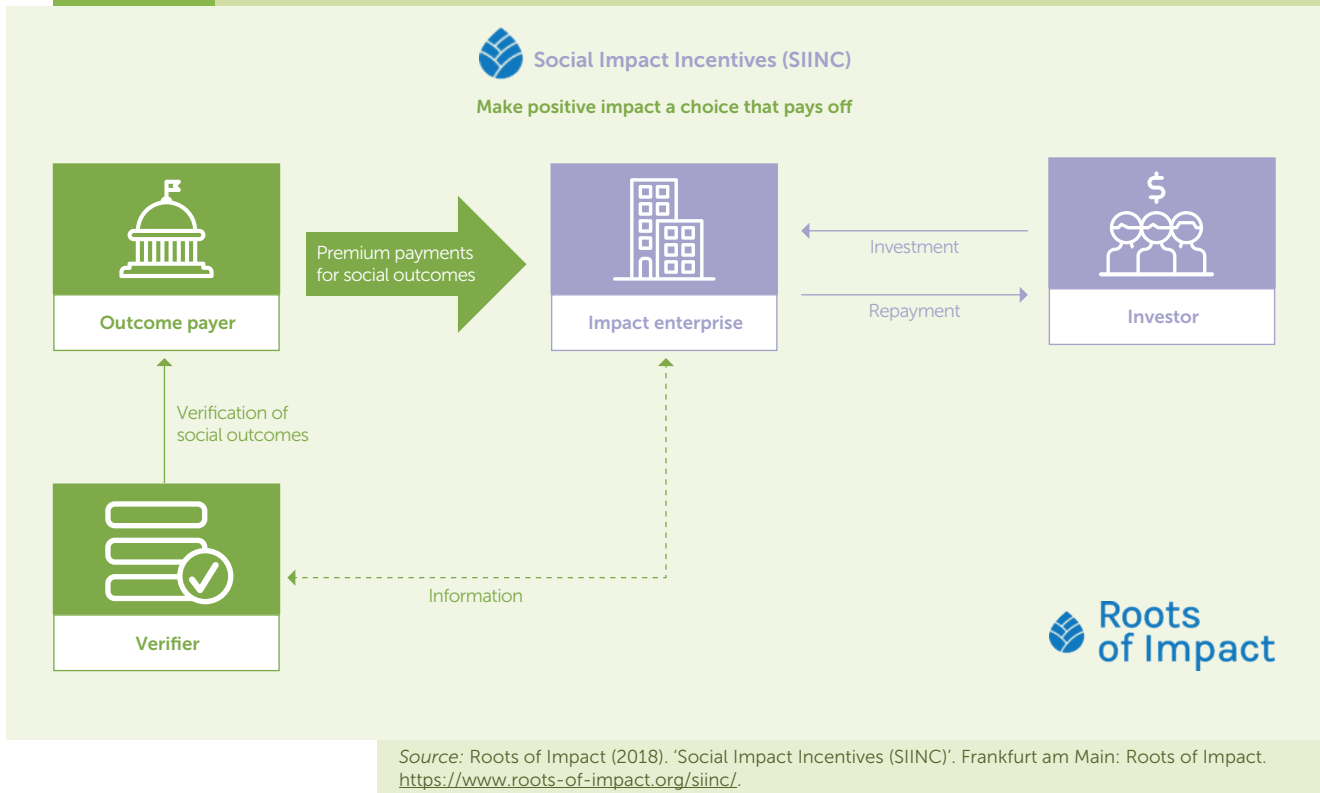 Social Impact Incentives (SIINC)
Make positive impact a choice that pays off
Outcome payer
Premium payments
for social outcomes
Impact enterprise
Investment
Repayment
$
Investor
Verification of
social outcomes
Verifier
Information
Roots
of Impact
Source: Roots of Impact (2018). ‘Social Impact Incentives (SIINC)’. Frankfurt am Main: Roots of Impact.
https://www.roots-of-impact.org/siinc/.